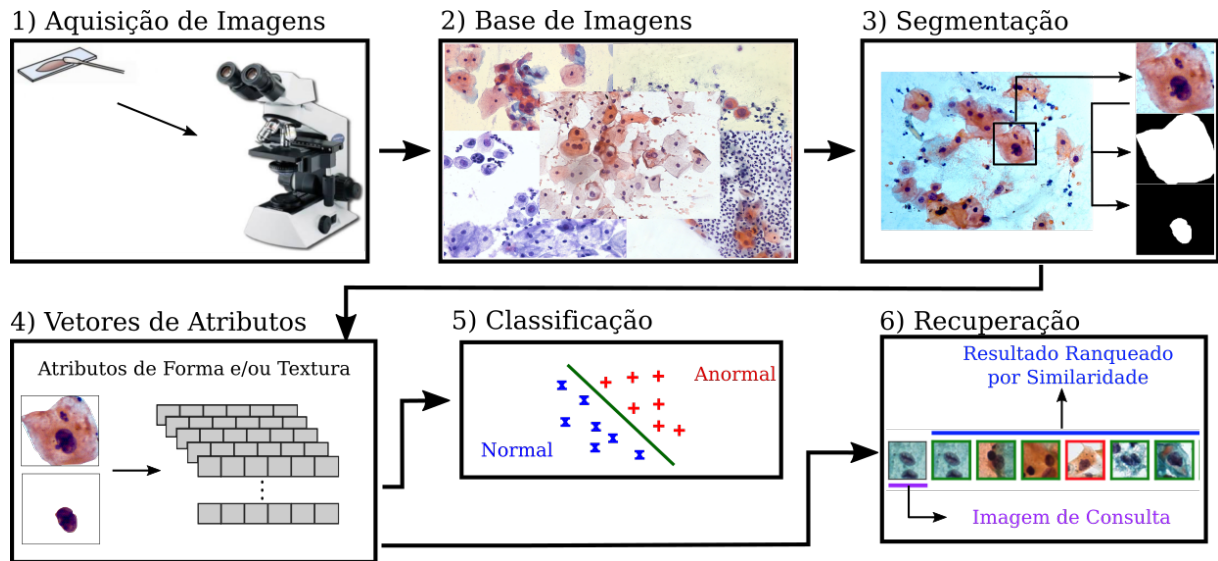 1) Aquisição de Imagens
2) Base de Imagens
3) Segmentação
4) Vetores de Atributos
Atributos de Forma e/ou Textura
5) Classificação
Anormal
Normal
6) Recuperação
Resultado Ranqueado
por Similaridade
Imagem de Consulta